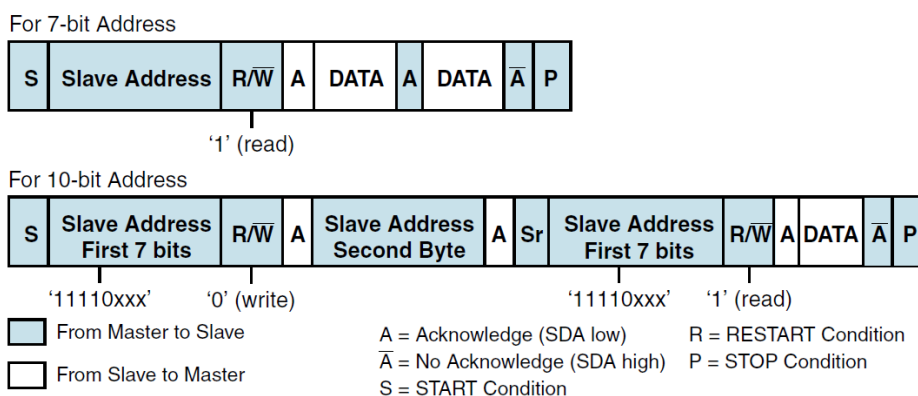 For 7-bit Address
S Slave Address R/W̅ A DATA A DATA A̅ P
‘1’ (read)
For 10-bit Address
S Slave Address First 7 bits R/W̅ A Slave Address Second Byte A Sr Slave Address First 7 bits R/W̅ A DATA A̅ P
‘11110xxx’ ‘0’ (write) ‘11110xxx’ ‘1’ (read)
From Master to Slave
From Slave to Master
A = Acknowledge (SDA low)
A̅ = No Acknowledge (SDA high)
S = START Condition
R = RESTART Condition
P = STOP Condition